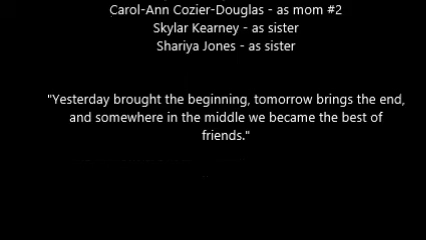 Carol-Ann Cozier-Douglas - as mom #2
Skylar Kearney - as sister
Shariya Jones - as sister
"Yesterday brought the beginning, tomorrow brings the end,
and somewhere in the middle we became the best of
friends."